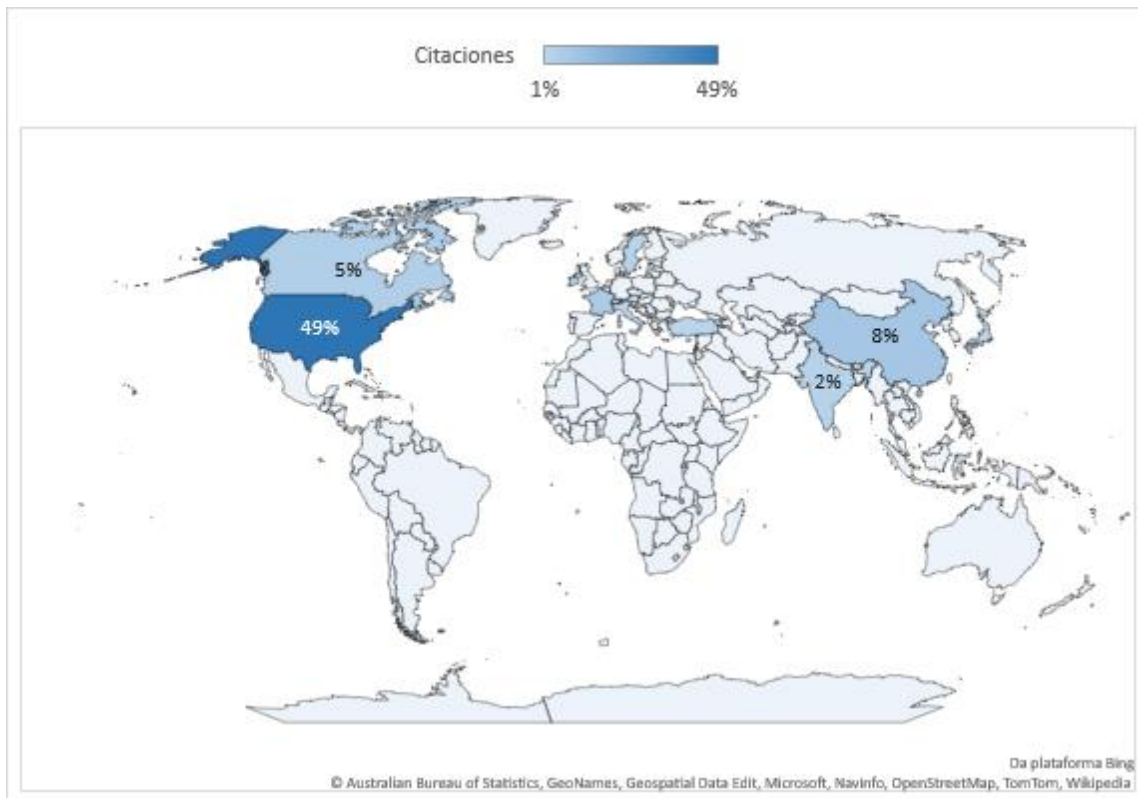 Citaciones
1% 49%
5%
49%
8%
2%
Da plataforma Bing
© Australian Bureau of Statistics, GeoNames, Geospatial Data Edit, Microsoft, Navinfo, OpenStreetMap, TomTom, Wikipedia